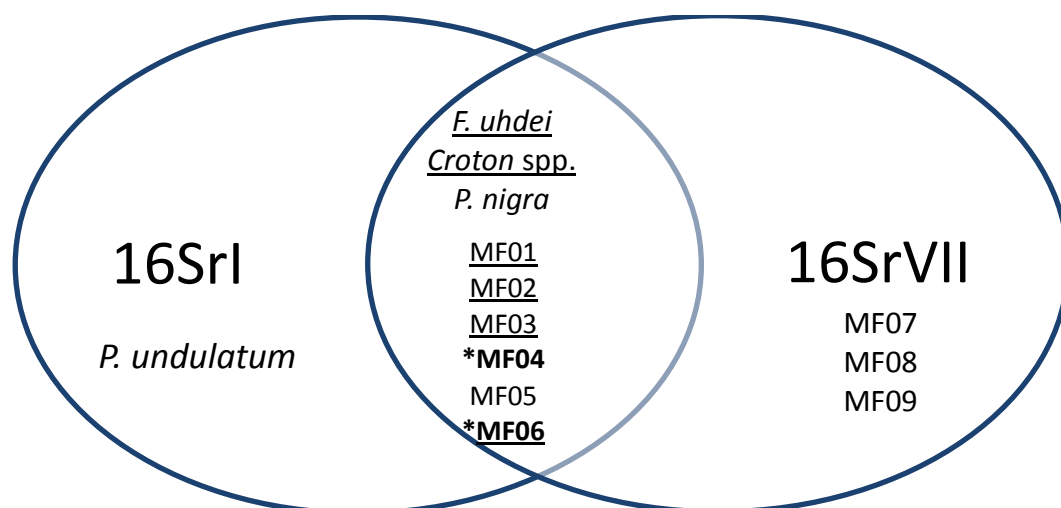 16SrI
P. undulatum
F. uhdei
Croton spp.
P. nigra
MF01
MF02
MF03
*MF04
MF05
*MF06
16SrVII
MF07
MF08
MF09